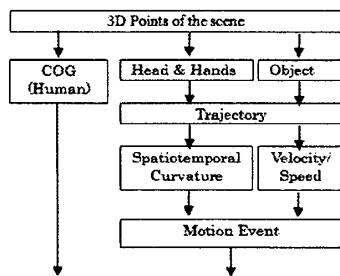 3D Points of the scene
COG
(Human)
Head & Hands
Object
Trajectory
Spatiotemporal
Curvature
Velocity/
Speed
Motion Event